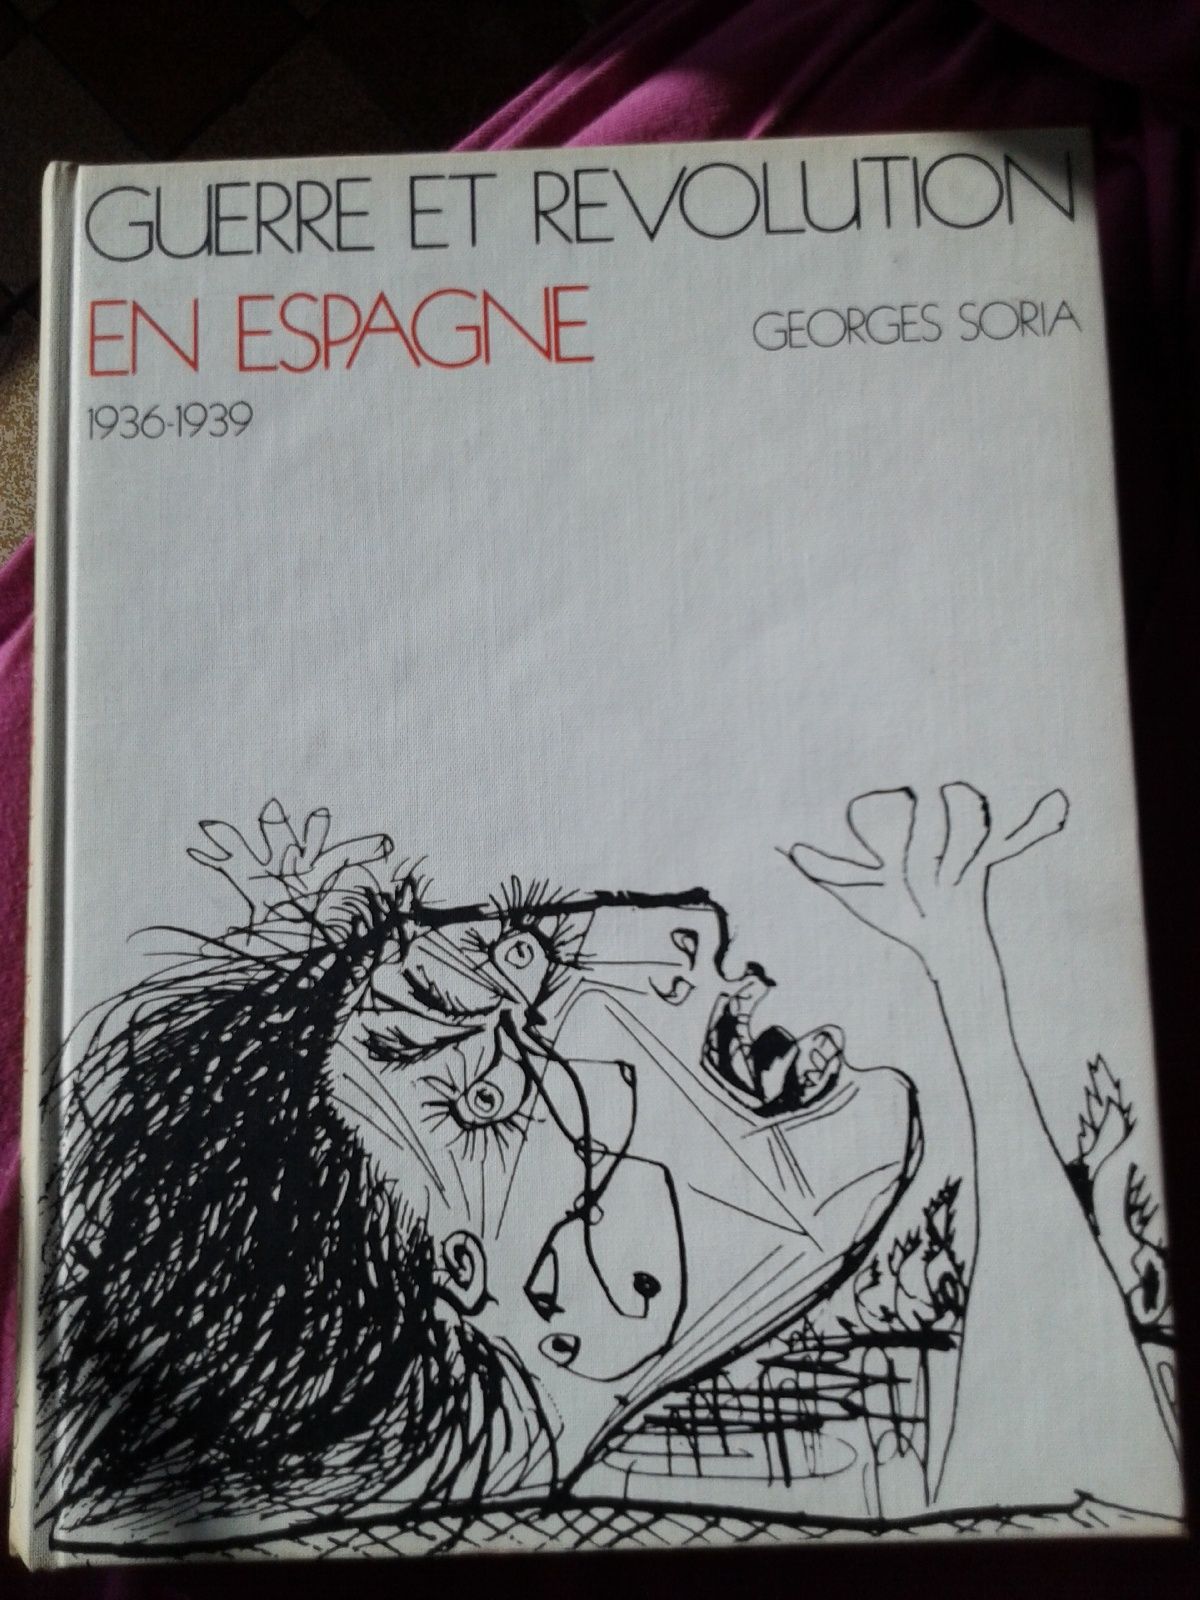 GUERRE ET REVOLUTION
EN ESPAGNE
GEORGES SORIA
1936-1939